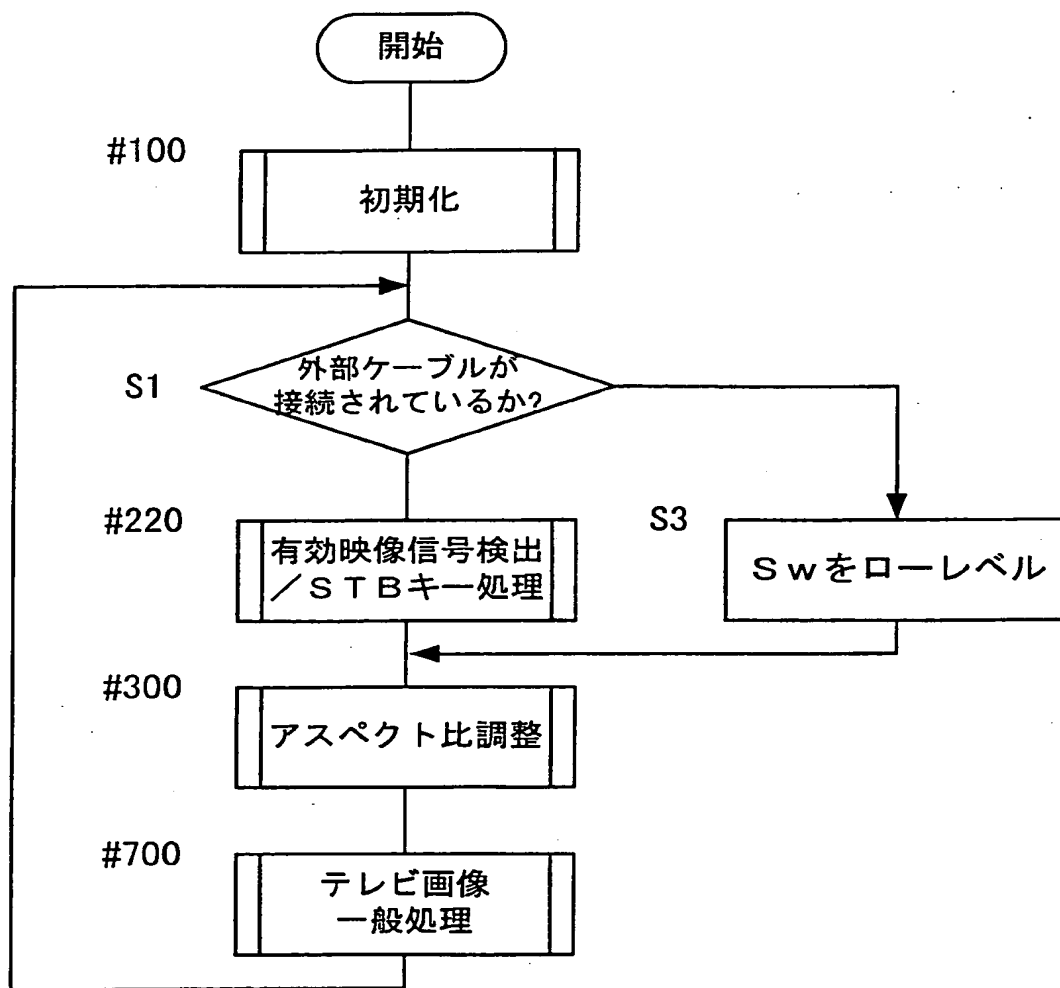 開始
#100
初期化
S1
外部ケーブルが
接続されているか?
#220
有効映像信号検出
／ＳＴＢキー処理
S3
Ｓｗをローレベル
#300
アスペクト比調整
#700
テレビ画像
一般処理